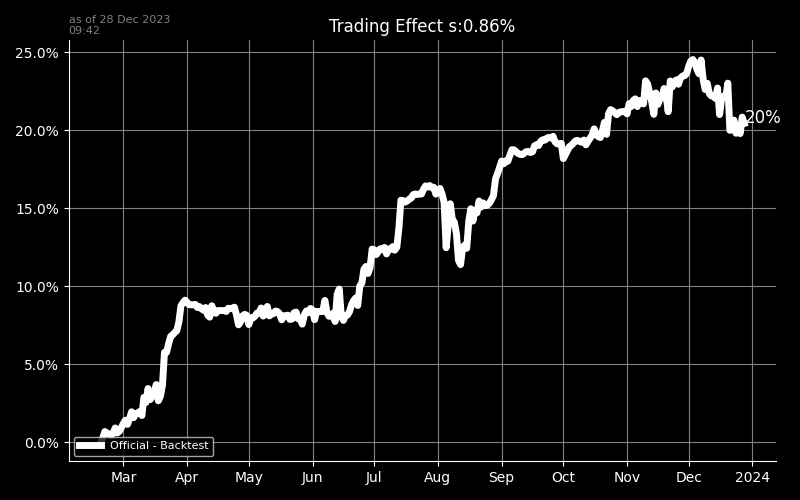 as of 28 Dec 2023
09:42
Trading Effect s:0.86%
25.0%
20.0%
15.0%
10.0%
5.0%
0.0%
20%
Official - Backtest
Mar Apr May Jun Jul Aug Sep Oct Nov Dec 2024